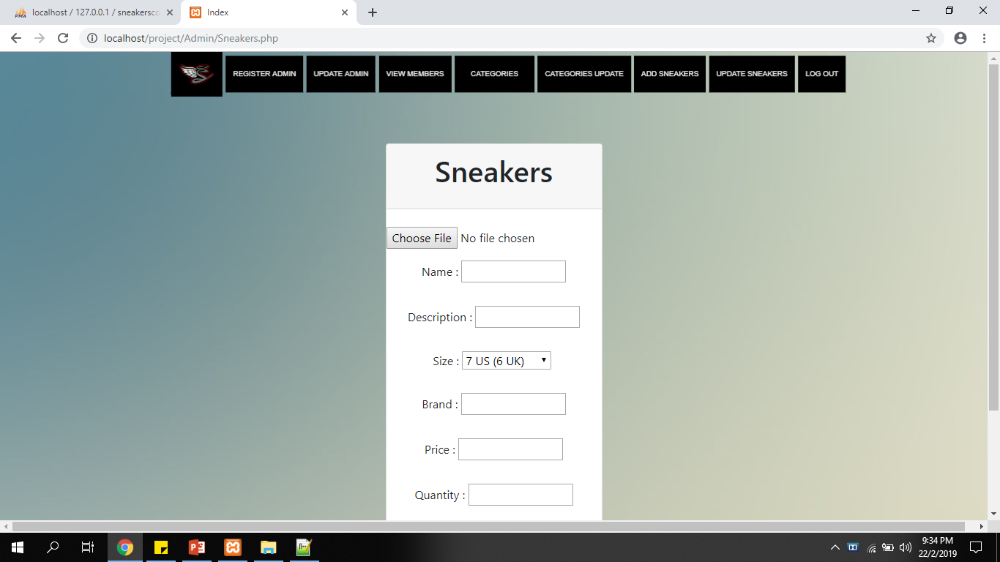 localhost / 127.0.0.1 / sneakersco
Index
localhost/project/Admin/Sneakers.php
REGISTER ADMIN UPDATE ADMIN VIEW MEMBERS CATEGORIES CATEGORIES UPDATE ADD SNEAKERS UPDATE SNEAKERS LOG OUT
Sneakers
Choose File No file chosen
Name :
Description :
Size : 7 US (6 UK)
Brand :
Price :
Quantity :
9:34 PM
22/2/2019